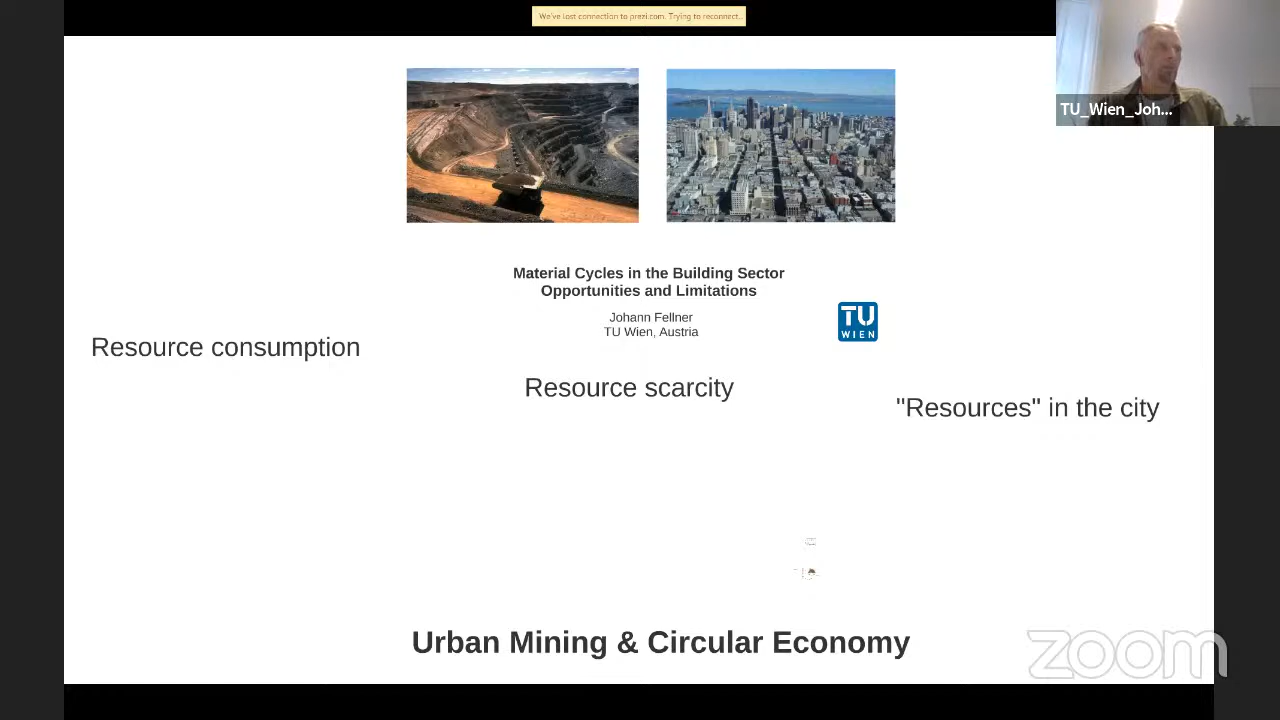 We've lost connection to prezi.com. Trying to reconnect...
TU_Wien_Joh...
Material Cycles in the Building Sector
Opportunities and Limitations
Johann Fellner
TU Wien, Austria
TU
WIEN
Resource consumption
Resource scarcity
"Resources" in the city
Urban Mining & Circular Economy
zoom